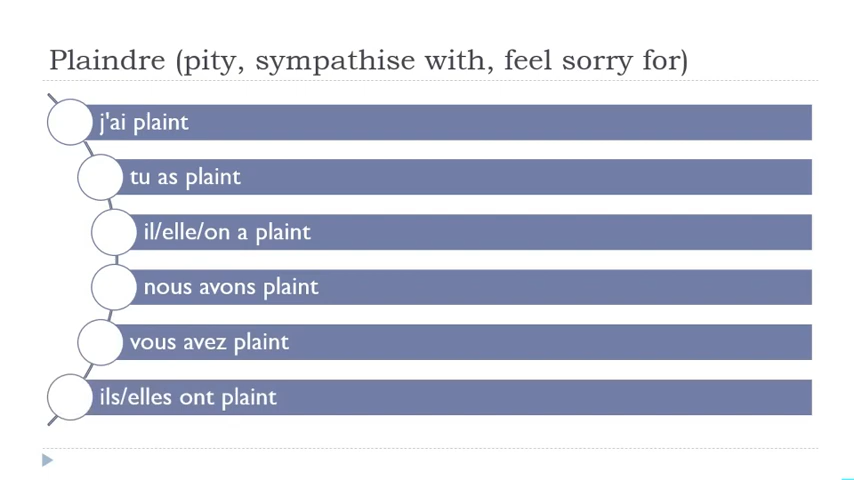 Plaindre (pity, sympathise with, feel sorry for)
j'ai plaint
tu as plaint
il/elle/on a plaint
nous avons plaint
vous avez plaint
ils/elles ont plaint